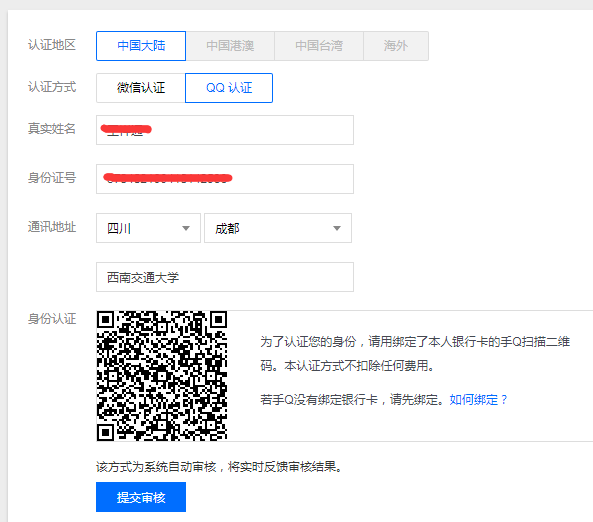 认证地区 中国大陆 中国港澳 中国台湾 海外
认证方式 微信认证 QQ 认证
真实姓名
身份证号
通讯地址 四川 成都
西南交通大学
身份认证
为了认证您的身份，请用绑定了本人银行卡的手Q扫描二维
码。本认证方式不扣除任何费用。
若手Q没有绑定银行卡，请先绑定。如何绑定？
该方式为系统自动审核，将实时反馈审核结果。
提交审核